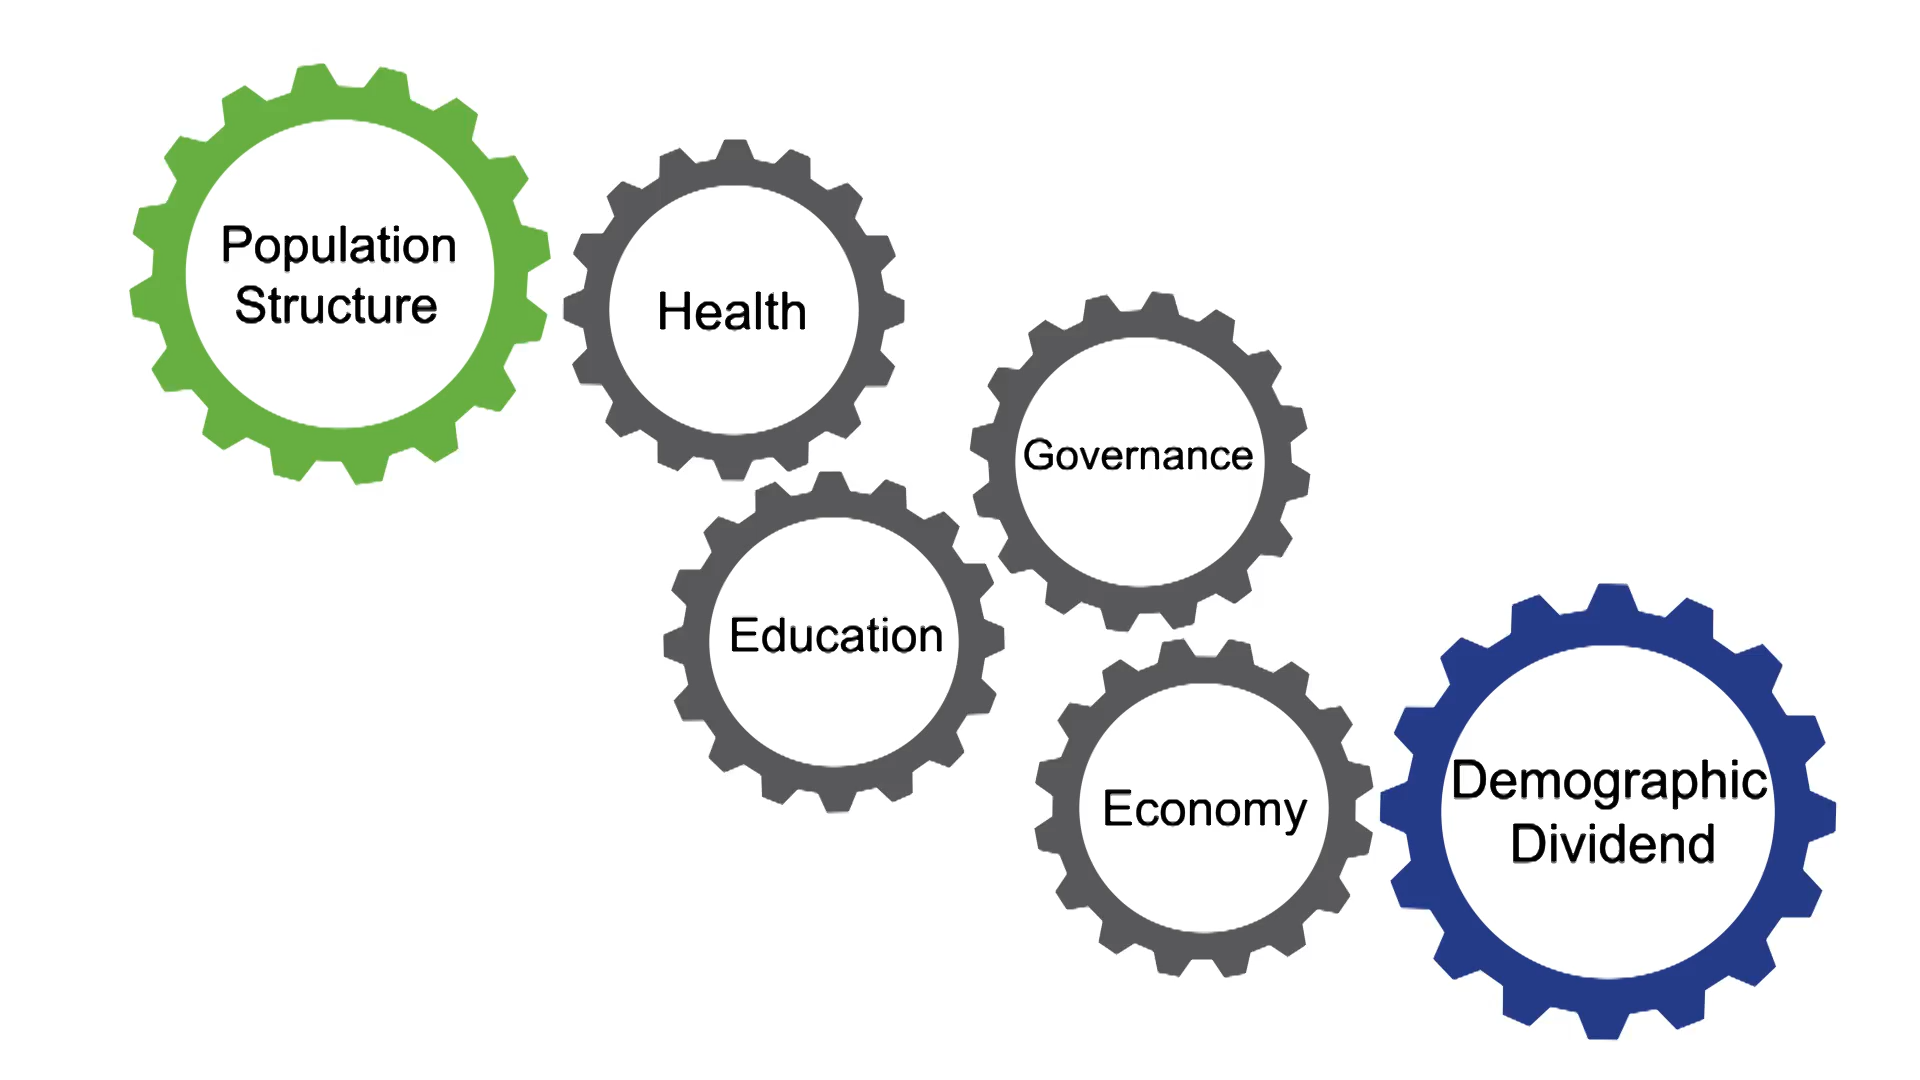 Population
Structure
Health
Governance
Education
Economy
Demographic
Dividend